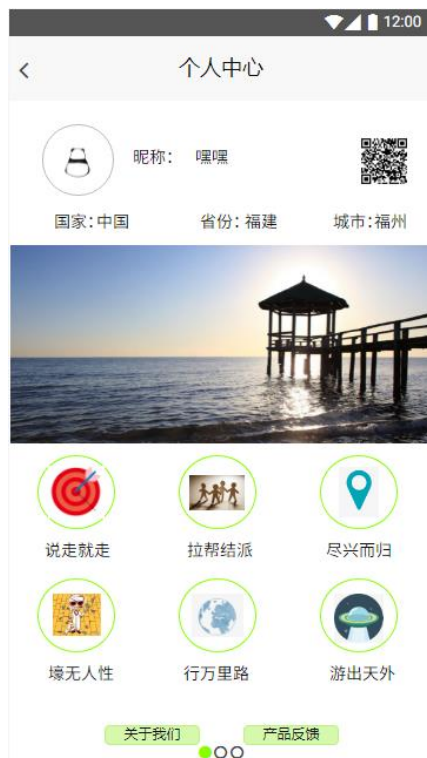 12:00
个人中心
昵称: 嘿嘿
国家:中国 省份:福建 城市:福州
说走就走 拉帮结派 尽兴而归
壕无人性 行万里路 游出天外
关于我们 产品反馈